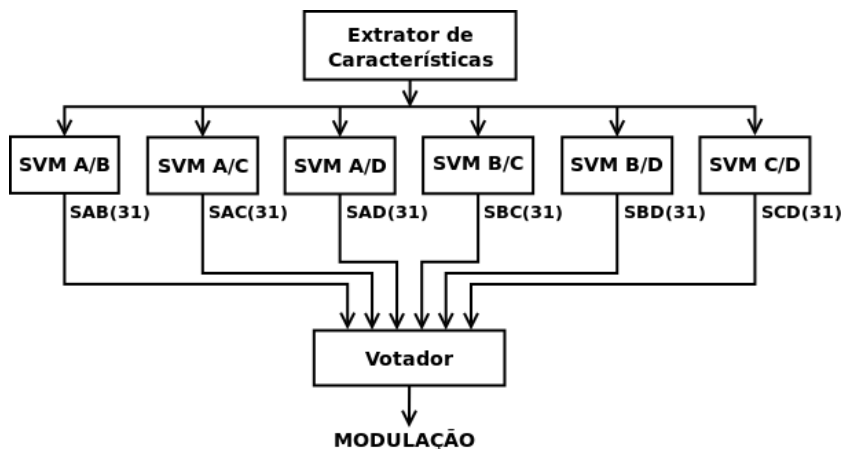 Extrator de
Características
SVM A/B
SVM A/C
SVM A/D
SVM B/C
SVM B/D
SVM C/D
SAB(31)
SAC(31)
SAD(31)
SBC(31)
SBD(31)
SCD(31)
Votador
MODULAÇÃO